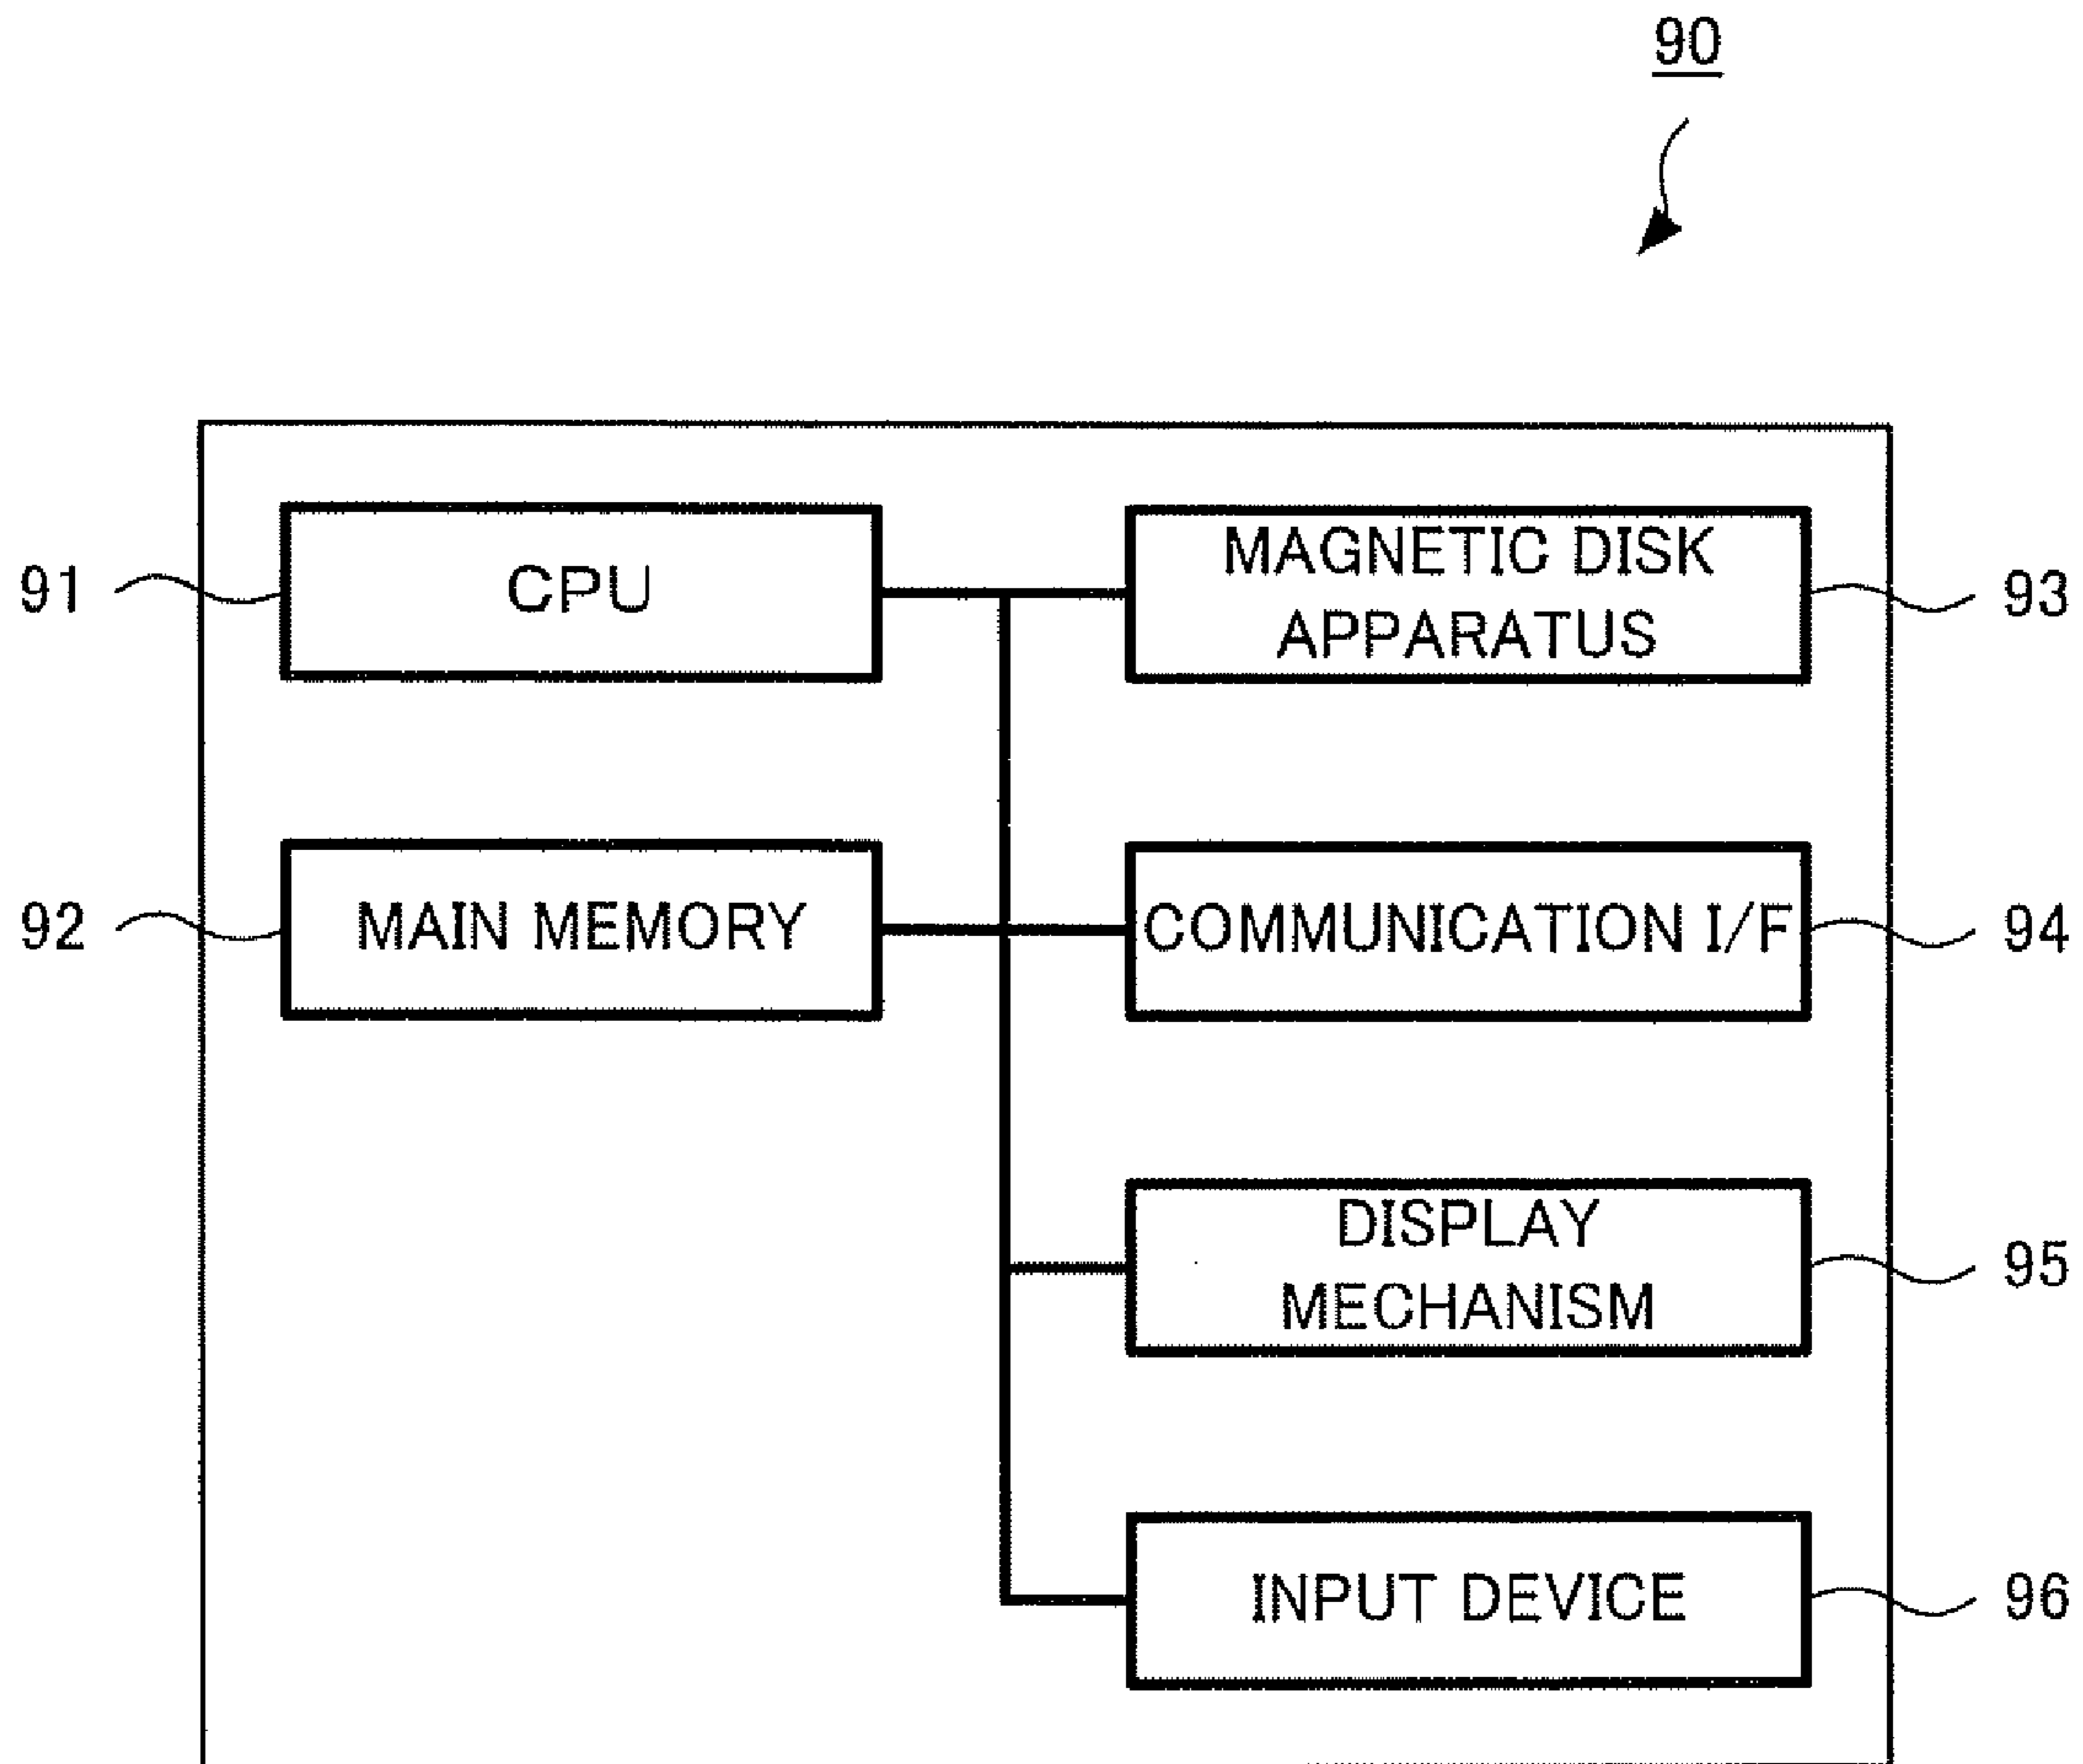 90
91
CPU
MAGNETIC DISK
APPARATUS
93
92
MAIN MEMORY
COMMUNICATION I/F
94
DISPLAY
MECHANISM
95
INPUT DEVICE
96